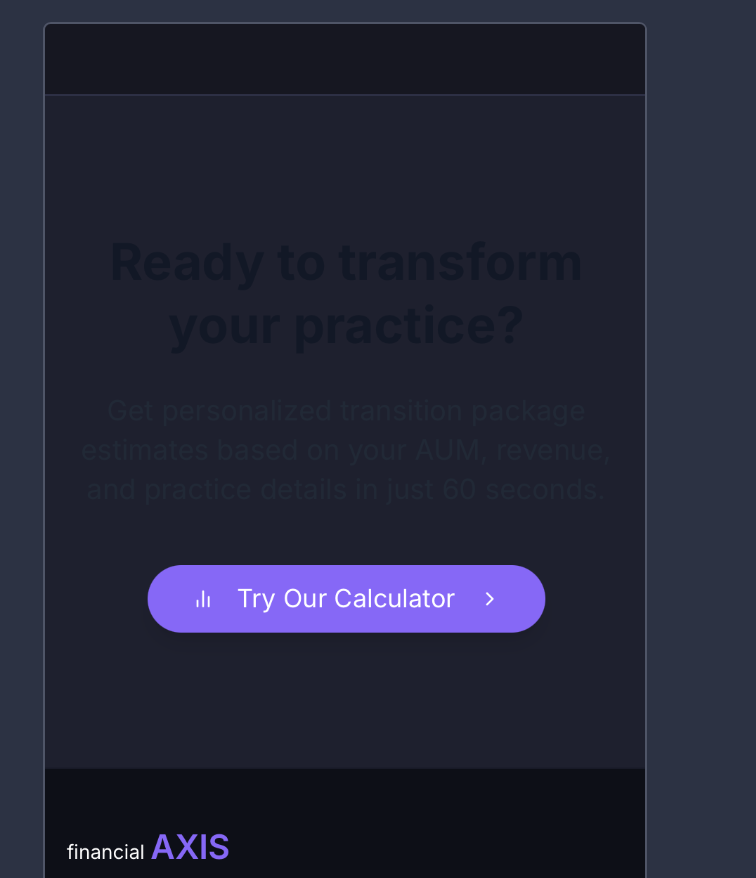 Ready to transform
your practice?
Get personalized transition package
estimates based on your AUM, revenue,
and practice details in just 60 seconds.
Try Our Calculator
financial AXIS